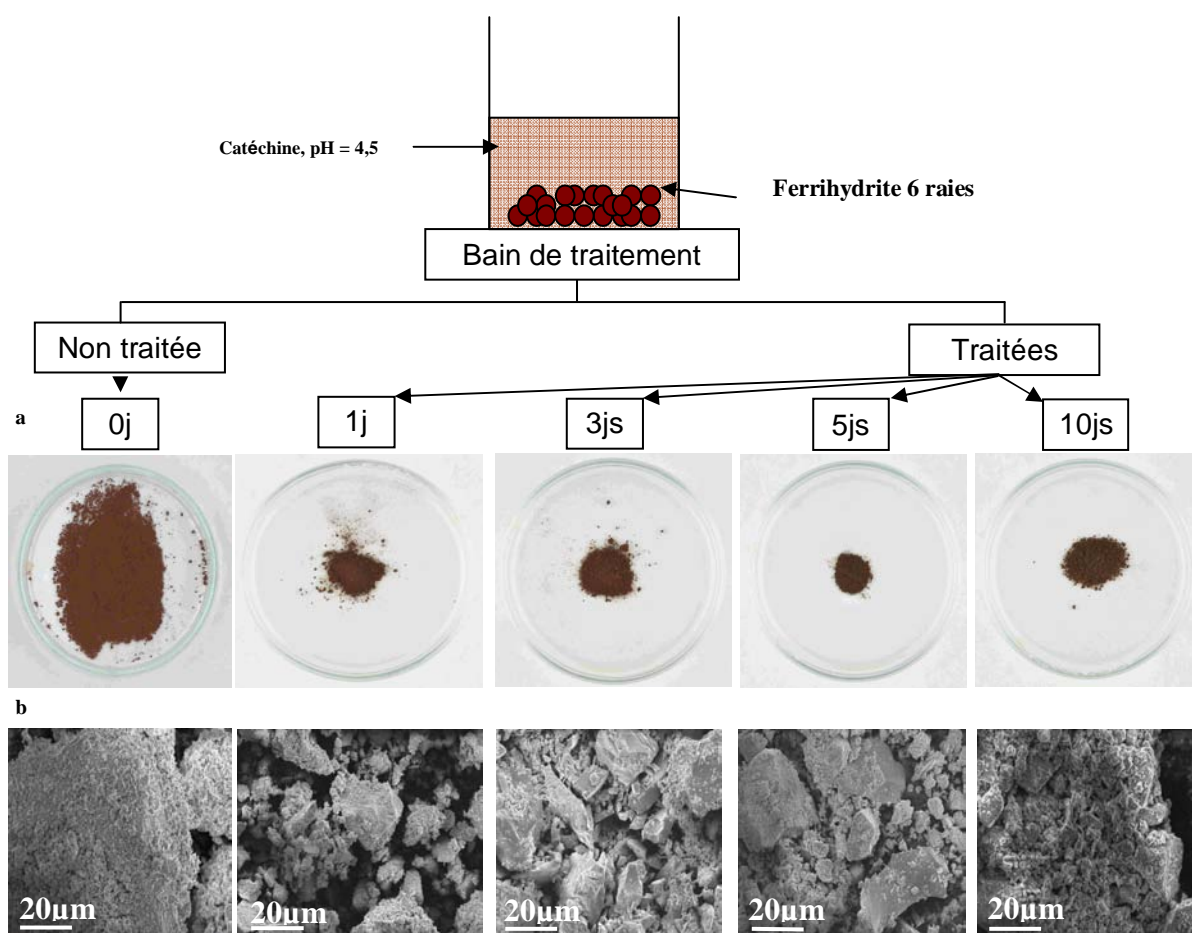 Catéchine, pH = 4,5
Ferrihydrite 6 raies
Bain de traitement
Non traitée
Traitées
a
0j
1j
3js
5js
10js
b
20µm
20µm
20µm
20µm
20µm